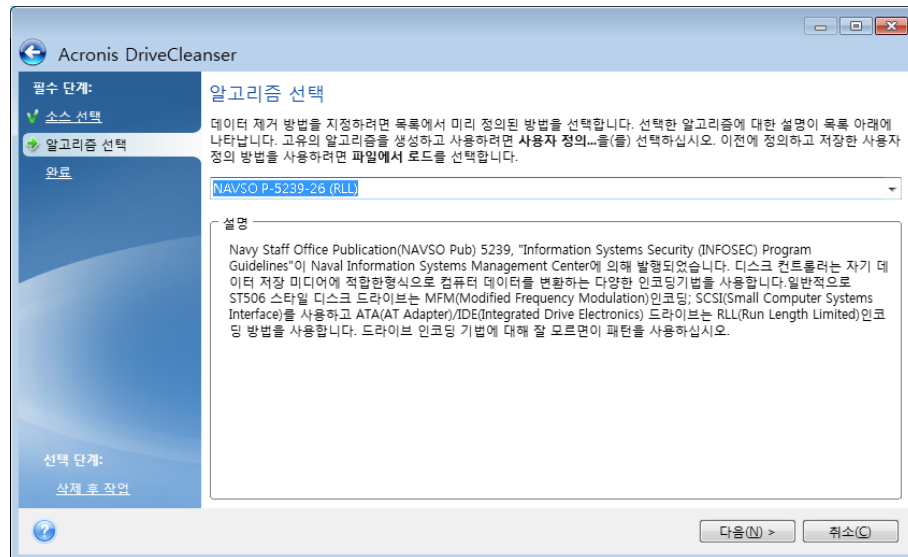 Acronis DriveCleanser
필수 단계:
소스 선택
알고리즘 선택
완료
선택 단계:
삭제 후 작업
알고리즘 선택
데이터 제거 방법을 지정하려면 목록에서 미리 정의된 방법을 선택합니다. 선택한 알고리즘에 대한 설명이 목록 아래에
나타납니다. 고유의 알고리즘을 생성하고 사용하려면 사용자 정의...을(를) 선택하십시오. 이전에 정의하고 저장한 사용자
정의 방법을 사용하려면 파일에서 로드를 선택합니다.
NAVSO P-5239-26 (RLL)
설명
Navy Staff Office Publication(NAVSO Pub) 5239, "Information Systems Security (INFOSEC) Program
Guidelines"이 Naval Information Systems Management Center에 의해 발행되었습니다. 디스크 컨트롤러는 자기 데
이터 저장 미디어에 적합한형식으로 컴퓨터 데이터를 변환하는 다양한 인코딩기법을 사용합니다.일반적으로
ST506 스타일 디스크 드라이브는 MFM(Modified Frequency Modulation)인코딩; SCSI(Small Computer Systems
Interface)를 사용하고 ATA(AT Adapter)/IDE(Integrated Drive Electronics) 드라이브는 RLL(Run Length Limited)인코
딩 방법을 사용합니다. 드라이브 인코딩 기법에 대해 잘 모르면이 패턴을 사용하십시오.
다음(N) >
취소(C)